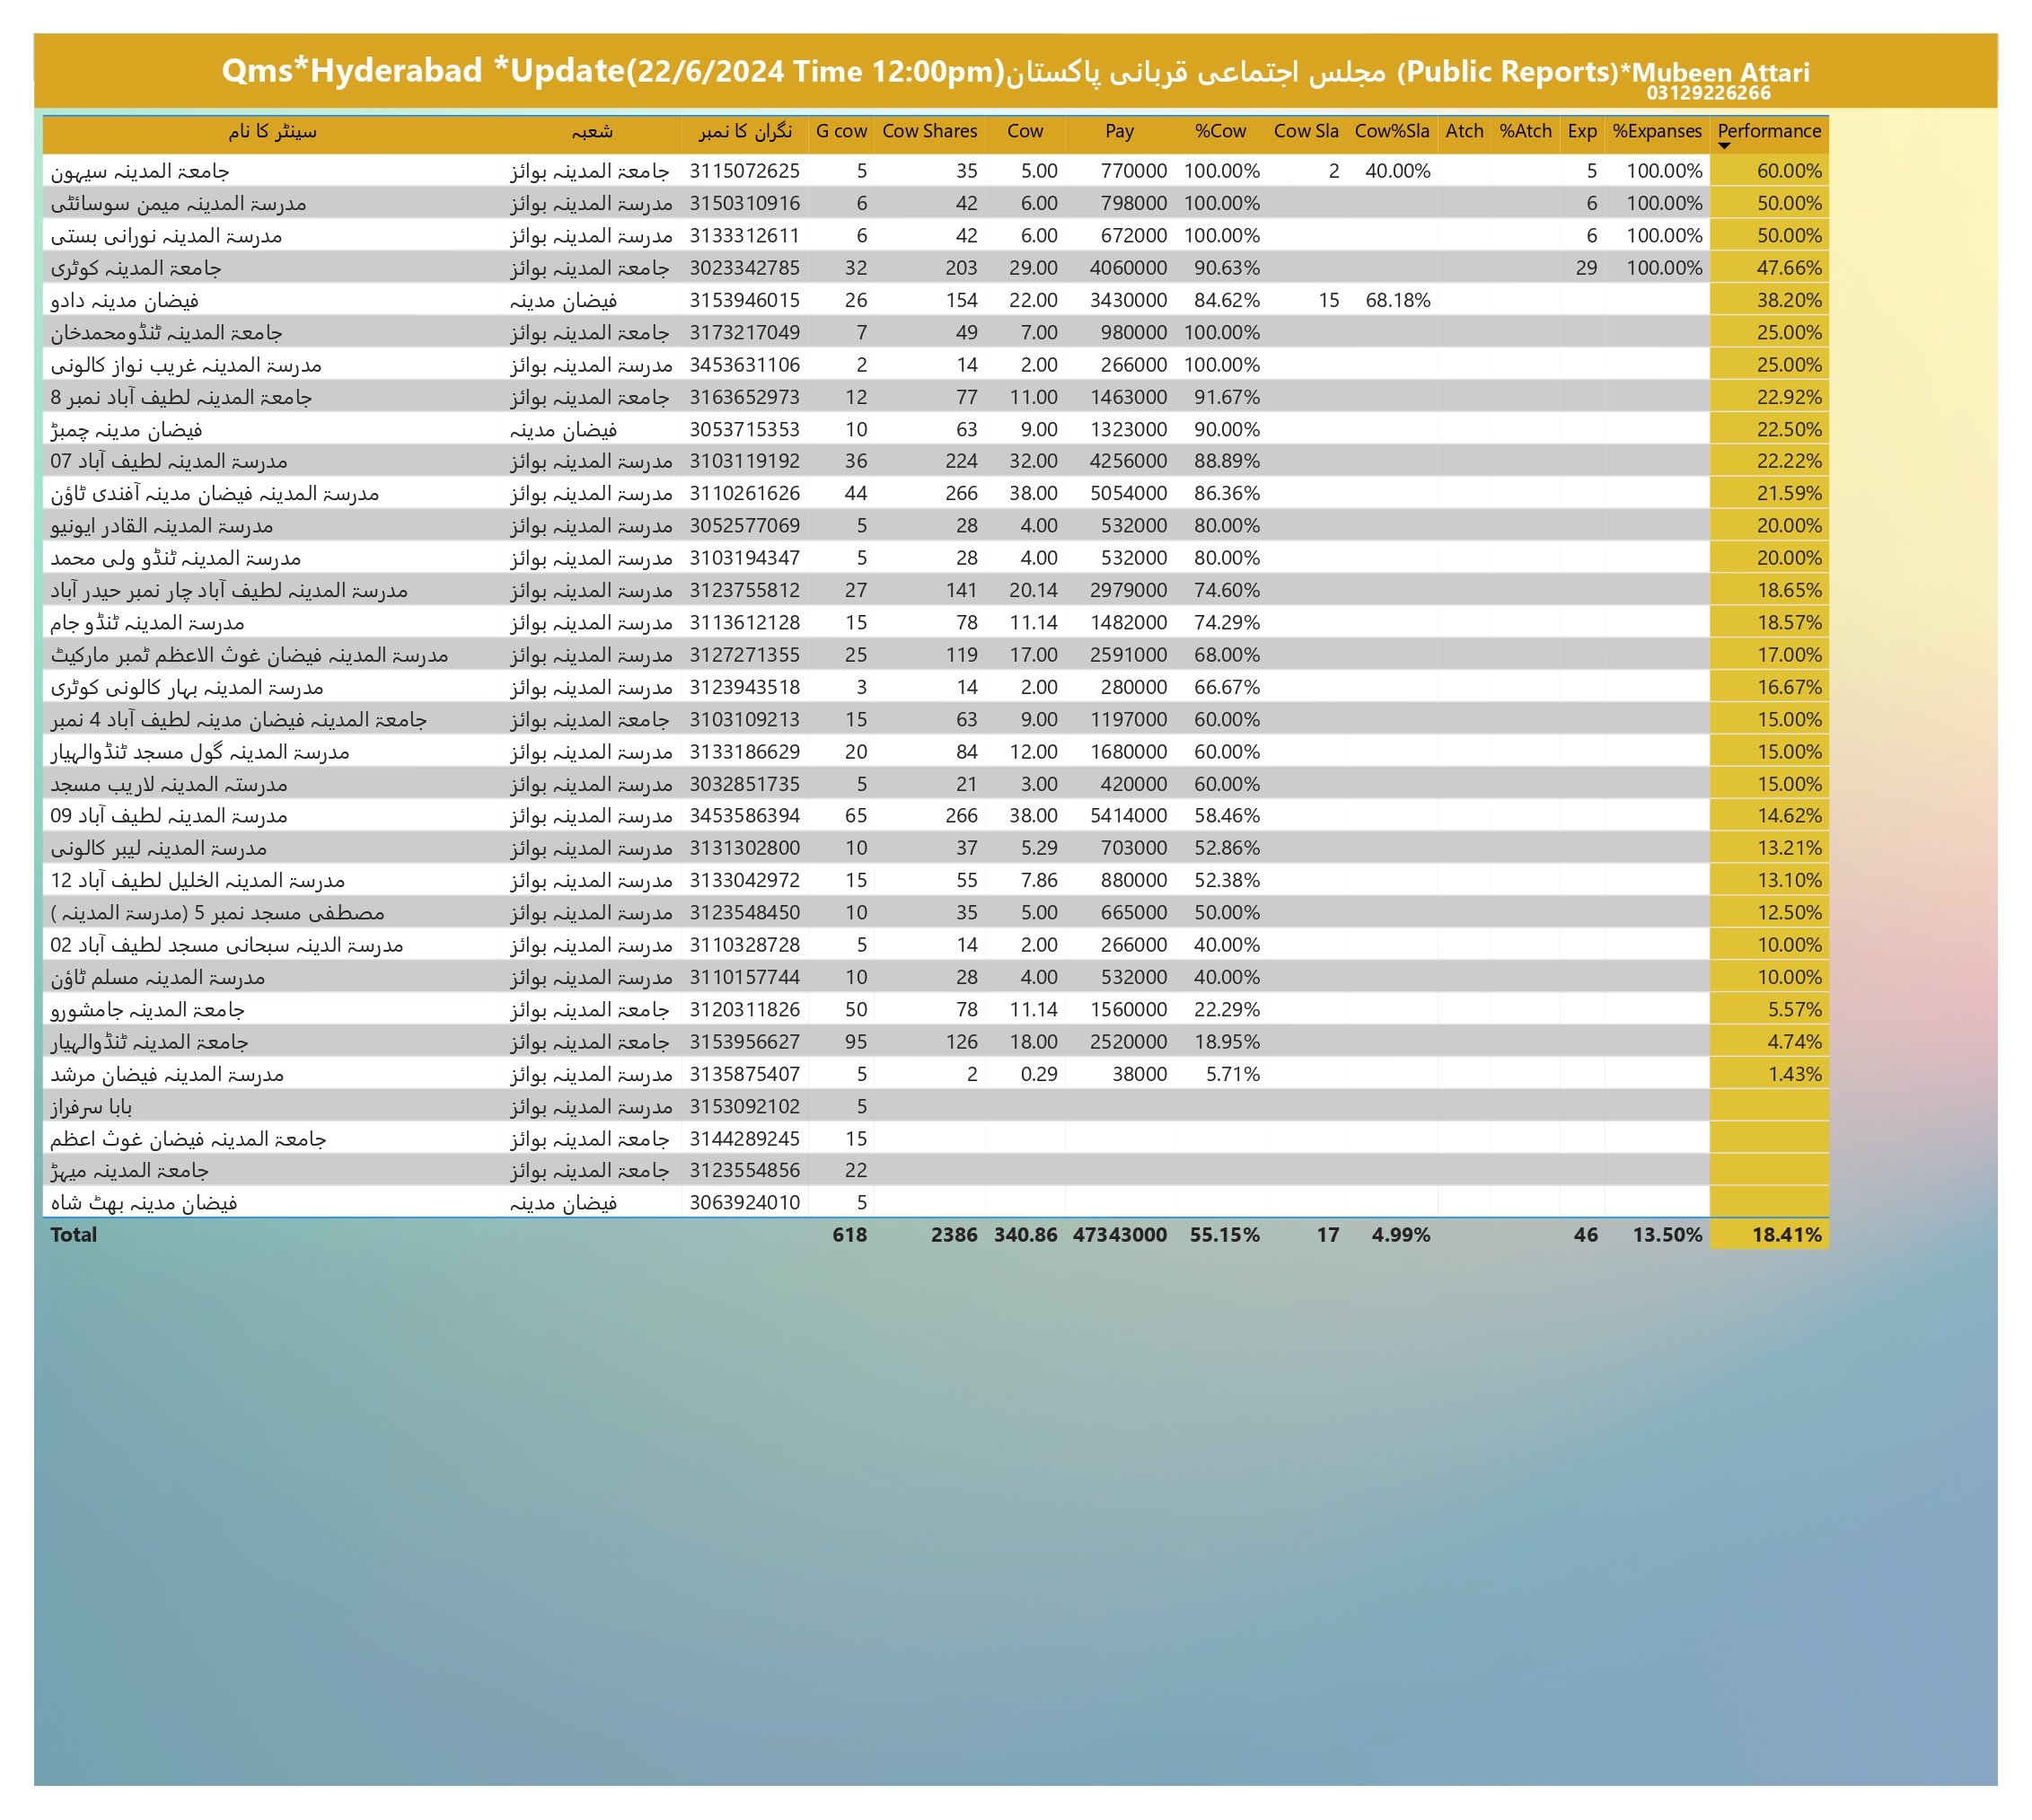 Qms*Hyderabad *Update(22/6/2024 Time 12:00pm)مجلس اجتماعی قربانی پاکستان (Public Reports)*Mubeen Attari
03129226266
سینٹر کا نام شعبہ نگران کا نمبر G cow Cow Shares Cow Pay %Cow Cow Sla Cow%Sla Atch %Atch Exp %Expanses Performance
جامعۃ المدینہ سیہون جامعۃ المدینہ بوائز 3115072625 5 35 5.00 770000 100.00% 2 40.00% 5 100.00% 60.00%
مدرسۃ المدینہ میمن سوسائٹی مدرسۃ المدینہ بوائز 3150310916 6 42 6.00 798000 100.00% 6 100.00% 50.00%
مدرسۃ المدینہ نورانی بستی مدرسۃ المدینہ بوائز 3133312611 6 42 6.00 672000 100.00% 6 100.00% 50.00%
جامعۃ المدینہ کوٹری جامعۃ المدینہ بوائز 3023342785 32 203 29.00 4060000 90.63% 29 100.00% 47.66%
فیضان مدینہ دادو فیضان مدینہ 3153946015 26 154 22.00 3430000 84.62% 15 68.18% 38.20%
جامعۃ المدینہ ٹنڈومحمدخان جامعۃ المدینہ بوائز 3173217049 7 49 7.00 980000 100.00% 25.00%
مدرسۃ المدینہ غریب نواز کالونی مدرسۃ المدینہ بوائز 3453631106 2 14 2.00 266000 100.00% 25.00%
جامعۃ المدینہ لطیف آباد نمبر 8 جامعۃ المدینہ بوائز 3163652973 12 77 11.00 1463000 91.67% 22.92%
فیضان مدینہ چمبڑ فیضان مدینہ 3053715353 10 63 9.00 1323000 90.00% 22.50%
مدرسۃ المدینہ لطیف آباد 07 مدرسۃ المدینہ بوائز 3103119192 36 224 32.00 4256000 88.89% 22.22%
مدرسۃ المدینہ فیضان مدینہ آفندی ٹاؤن مدرسۃ المدینہ بوائز 3110261626 44 266 38.00 5054000 86.36% 21.59%
مدرسۃ المدینہ القادر ایونیو مدرسۃ المدینہ بوائز 3052577069 5 28 4.00 532000 80.00% 20.00%
مدرسۃ المدینہ ٹنڈو ولی محمد مدرسۃ المدینہ بوائز 3103194347 5 28 4.00 532000 80.00% 20.00%
مدرسۃ المدینہ لطیف آباد چار نمبر حیدر آباد مدرسۃ المدینہ بوائز 3123755812 27 141 20.14 2979000 74.60% 18.65%
مدرسۃ المدینہ ٹنڈو جام مدرسۃ المدینہ بوائز 3113612128 15 78 11.14 1482000 74.29% 18.57%
مدرسۃ المدینہ فیضان غوث الاعظم ٹمبر مارکیٹ مدرسۃ المدینہ بوائز 3127271355 25 119 17.00 2591000 68.00% 17.00%
مدرسۃ المدینہ بہار کالونی کوٹری مدرسۃ المدینہ بوائز 3123943518 3 14 2.00 280000 66.67% 16.67%
جامعۃ المدینہ فیضان مدینہ لطیف آباد 4 نمبر جامعۃ المدینہ بوائز 3103109213 15 63 9.00 1197000 60.00% 15.00%
مدرسۃ المدینہ گول مسجد ٹنڈوالہیار مدرسۃ المدینہ بوائز 3133186629 20 84 12.00 1680000 60.00% 15.00%
مدرستہ المدینہ لاریب مسجد مدرسۃ المدینہ بوائز 3032851735 5 21 3.00 420000 60.00% 15.00%
مدرسۃ المدینہ لطیف آباد 09 مدرسۃ المدینہ بوائز 3453586394 65 266 38.00 5414000 58.46% 14.62%
مدرسۃ المدینہ لیبر کالونی مدرسۃ المدینہ بوائز 3131302800 10 37 5.29 703000 52.86% 13.21%
مدرسۃ المدینہ الخلیل لطیف آباد 12 مدرسۃ المدینہ بوائز 3133042972 15 55 7.86 880000 52.38% 13.10%
مصطفی مسجد نمبر 5 (مدرسۃ المدینہ ) مدرسۃ المدینہ بوائز 3123548450 10 35 5.00 665000 50.00% 12.50%
مدرسۃ الدینہ سبحانی مسجد لطیف آباد 02 مدرسۃ المدینہ بوائز 3110328728 5 14 2.00 266000 40.00% 10.00%
مدرسۃ المدینہ مسلم ٹاؤن مدرسۃ المدینہ بوائز 3110157744 10 28 4.00 532000 40.00% 10.00%
جامعۃ المدینہ جامشورو جامعۃ المدینہ بوائز 3120311826 50 78 11.14 1560000 22.29% 5.57%
جامعۃ المدینہ ٹنڈوالہیار جامعۃ المدینہ بوائز 3153956627 95 126 18.00 2520000 18.95% 4.74%
مدرسۃ المدینہ فیضان مرشد مدرسۃ المدینہ بوائز 3135875407 5 2 0.29 38000 5.71% 1.43%
بابا سرفراز مدرسۃ المدینہ بوائز 3153092102 5
جامعۃ المدینہ فیضان غوث اعظم جامعۃ المدینہ بوائز 3144289245 15
جامعۃ المدینہ میہڑ جامعۃ المدینہ بوائز 3123554856 22
فیضان مدینہ بھٹ شاہ فیضان مدینہ 3063924010 5
Total 618 2386 340.86 47343000 55.15% 17 4.99% 46 13.50% 18.41%